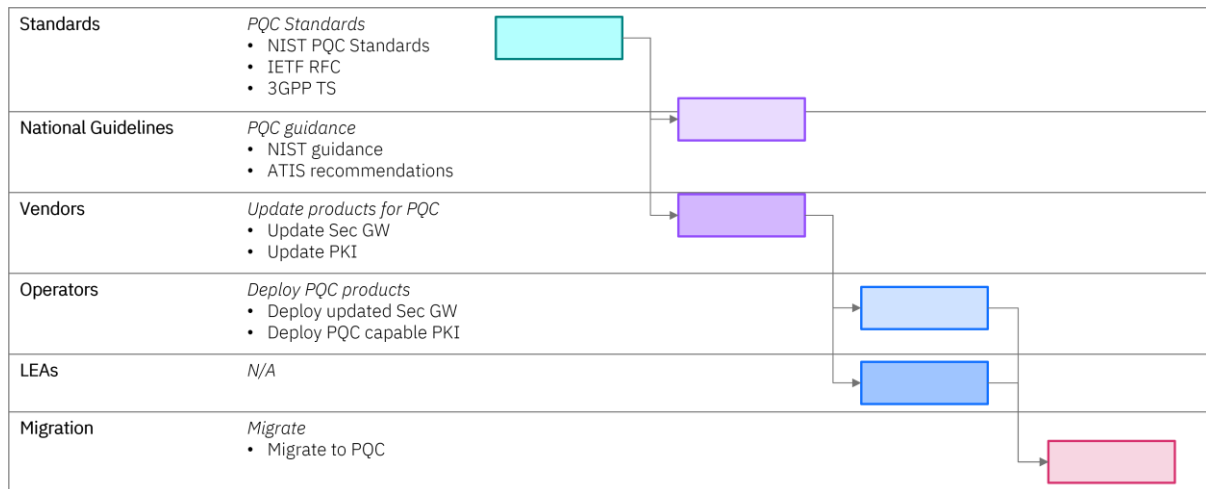 Standards
PQC Standards
• NIST PQC Standards
• IETF RFC
• 3GPP TS
National Guidelines
PQC guidance
• NIST guidance
• ATIS recommendations
Vendors
Update products for PQC
• Update Sec GW
• Update PKI
Operators
Deploy PQC products
• Deploy updated Sec GW
• Deploy PQC capable PKI
LEAs
N/A
Migration
Migrate
• Migrate to PQC